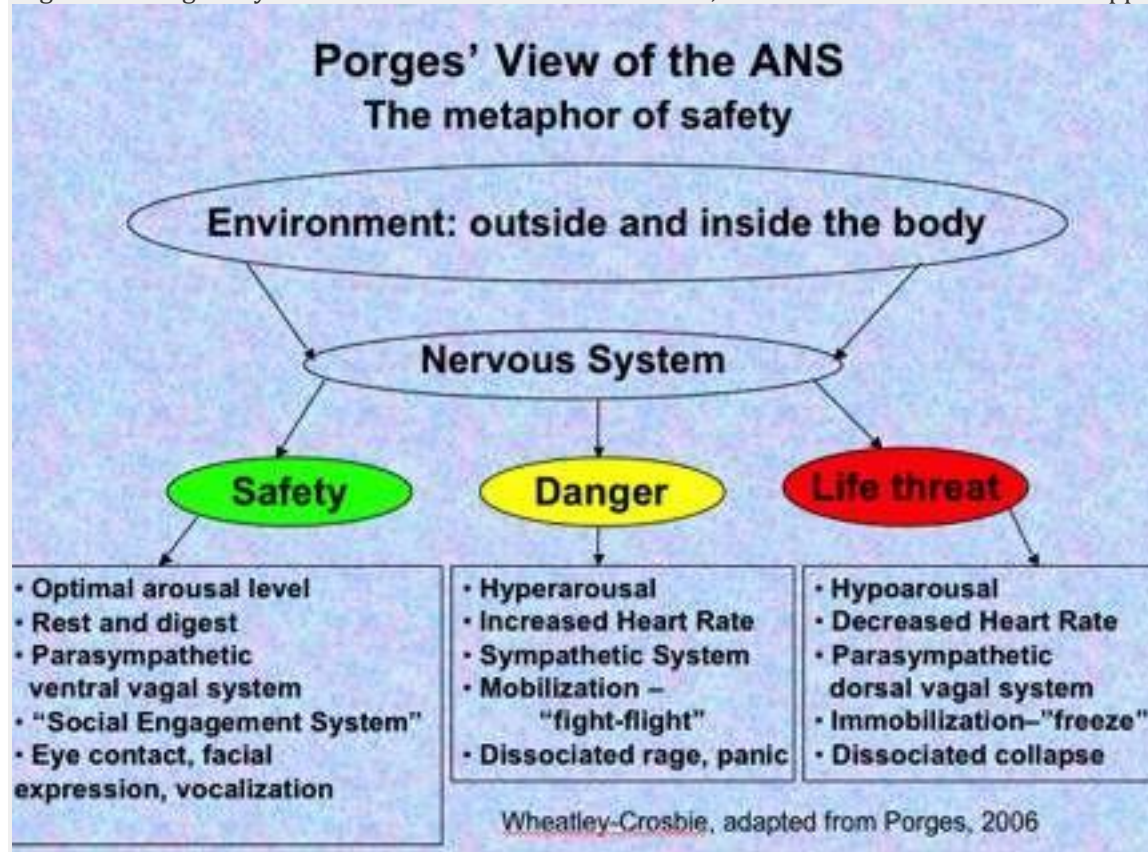 Porges’ View of the ANS
The metaphor of safety
Environment: outside and inside the body
Nervous System
Safety
Danger
Life threat
· Optimal arousal level
· Rest and digest
· Parasympathetic
ventral vagal system
· “Social Engagement System”
· Eye contact, facial
expression, vocalization
· Hyperarousal
· Increased Heart Rate
· Sympathetic System
· Mobilization –
“fight-flight”
· Dissociated rage, panic
· Hypoarousal
· Decreased Heart Rate
· Parasympathetic
dorsal vagal system
· Immobilization–”freeze”
· Dissociated collapse
Wheatley-Crosbie, adapted from Porges, 2006